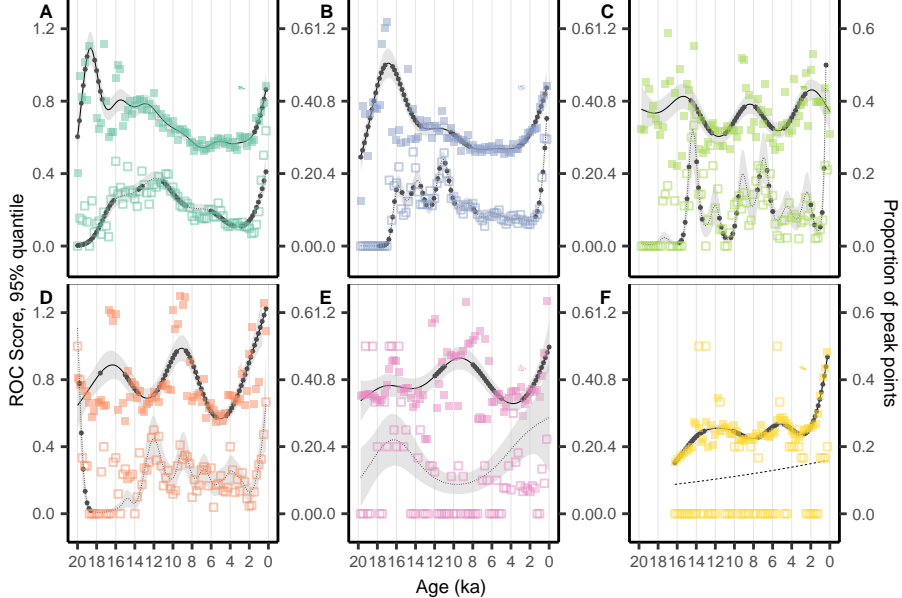 A B C
1.2 0.61.2 0.61.2 0.6
0.8 0.40.8 0.40.8 0.4
0.4 0.20.4 0.20.4 0.2
0.0 0.00.0 0.00.0 0.0
D E F
1.2 0.61.2 0.61.2 0.6
0.8 0.40.8 0.40.8 0.4
0.4 0.20.4 0.20.4 0.2
0.0 0.00.0 0.00.0 0.0
20 18 16 14 12 10 8 6 4 2 0 20 18 16 14 12 10 8 6 4 2 0 20 18 16 14 12 10 8 6 4 2 0
Age (ka)
ROC Score, 95% quantile
Proportion of peak points